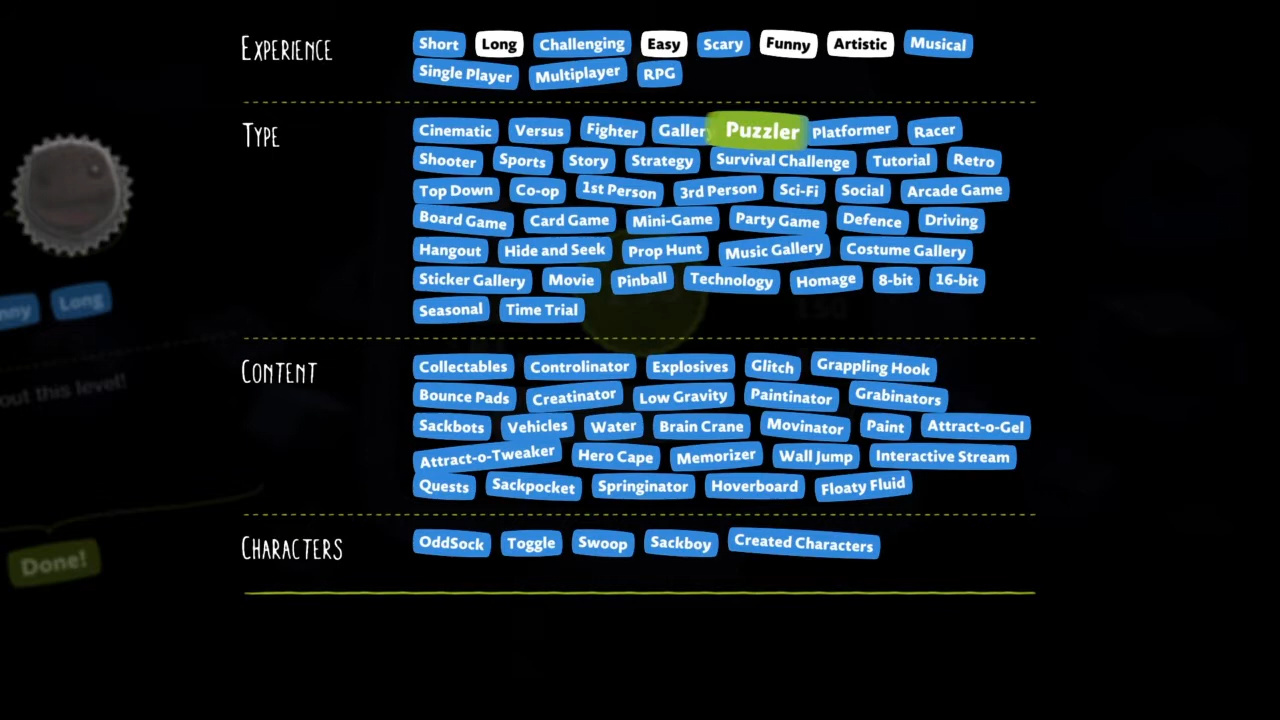 EXPERIENCE
Short Long Challenging Easy Scary Funny Artistic Musical
Single Player Multiplayer RPG
TYPE
Cinematic Versus Fighter Galler Puzzler Platformer Racer
Shooter Sports Story Strategy Survival Challenge Tutorial Retro
Top Down Co-op 1st Person 3rd Person Sci-Fi Social Arcade Game
Board Game Card Game Mini-Game Party Game Defence Driving
Hangout Hide and Seek Prop Hunt Music Gallery Costume Gallery
Sticker Gallery Movie Pinball Technology Homage 8-bit 16-bit
Seasonal Time Trial
CONTENT
Collectables Controlinator Explosives Glitch Grappling Hook
Bounce Pads Creatinator Low Gravity Paintinator Grabinators
Sackbots Vehicles Water Brain Crane Movinator Paint Attract-o-Gel
Attract-o-Tweaker Hero Cape Memorizer Wall Jump Interactive Stream
Quests Sackpocket Springinator Hoverboard Floaty Fluid
CHARACTERS
OddSock Toggle Swoop Sackboy Created Characters
nny Long
out this level!
Done!